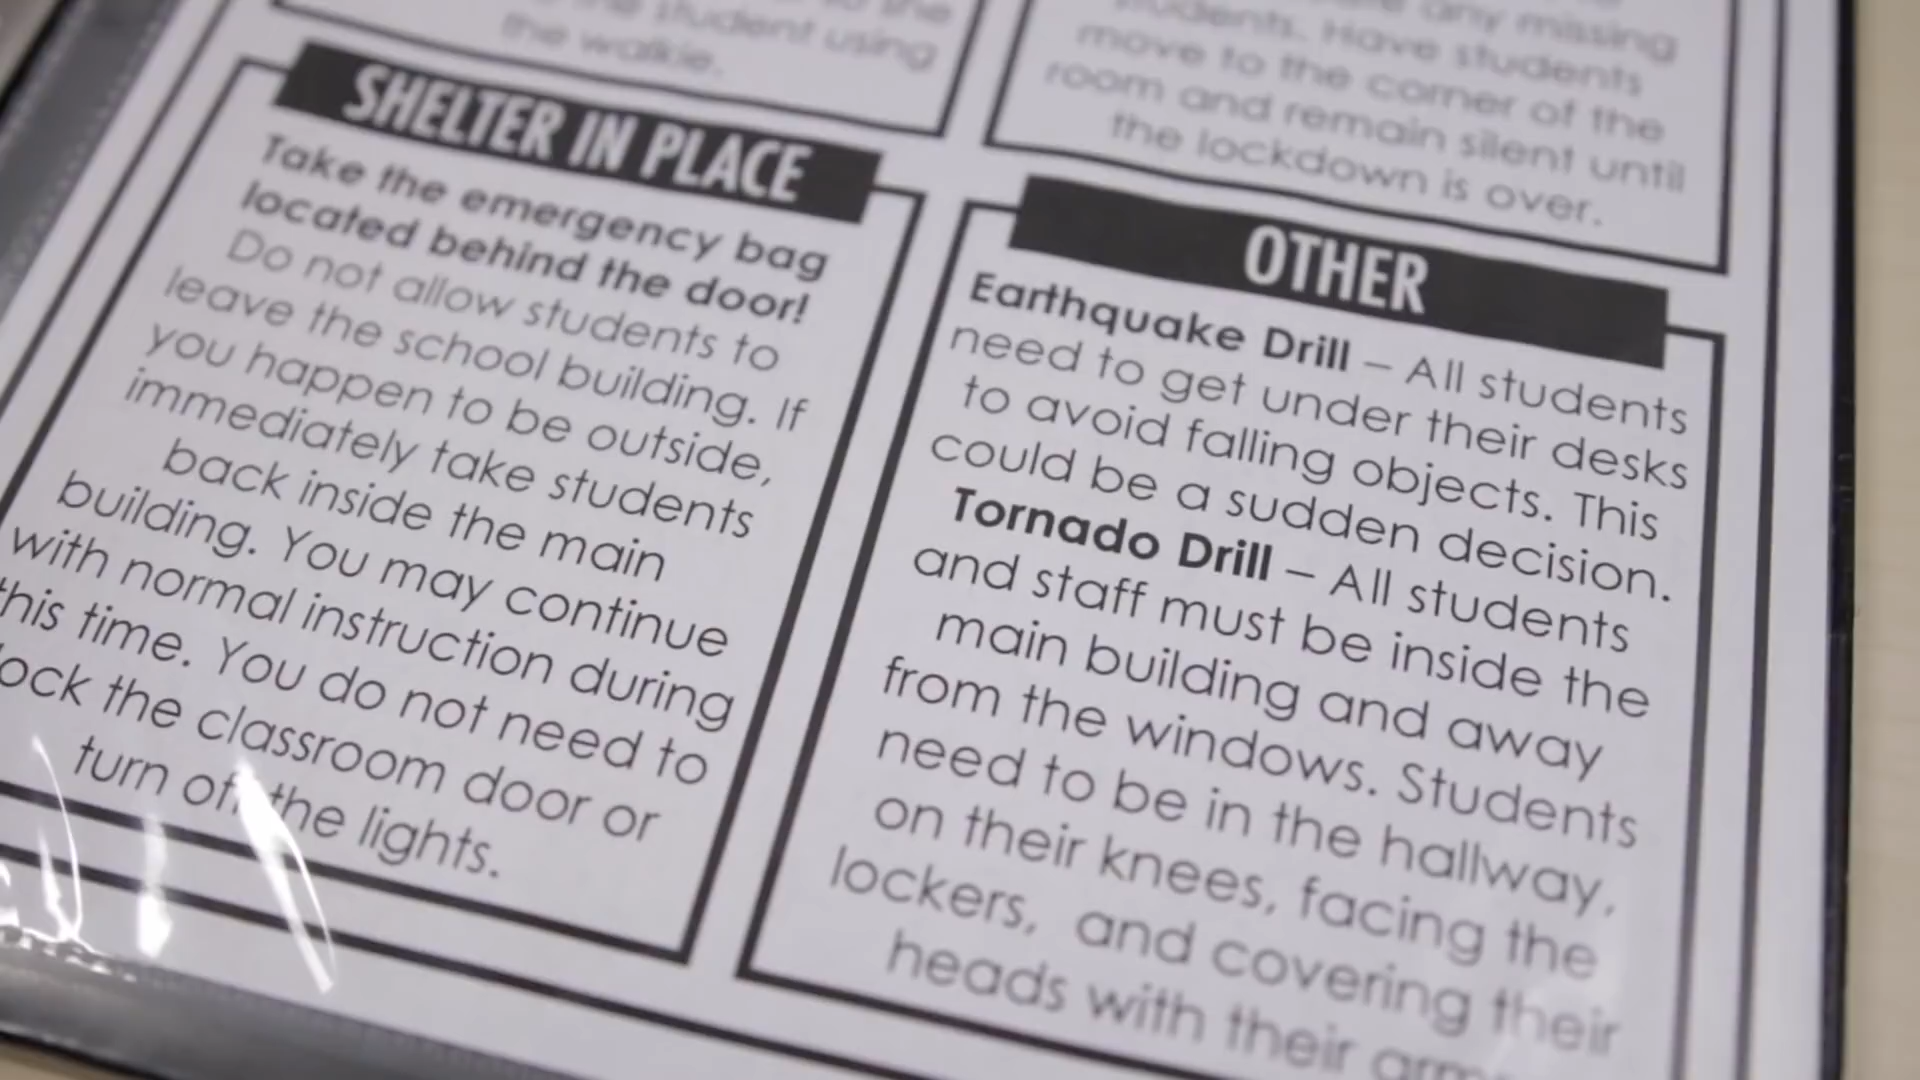 the student using
the walkie.
SHELTER IN PLACE
Take the emergency bag
located behind the door!
Do not allow students to
leave the school building. If
you happen to be outside,
immediately take students
back inside the main
building. You may continue
with normal instruction during
this time. You do not need to
lock the classroom door or
turn off the lights.
any missing
students. Have students
move to the corner of the
room and remain silent until
the lockdown is over.
OTHER
Earthquake Drill – All students
need to get under their desks
to avoid falling objects. This
could be a sudden decision.
Tornado Drill – All students
and staff must be inside the
main building and away
from the windows. Students
need to be in the hallway,
on their knees, facing the
lockers, and covering their
heads with their